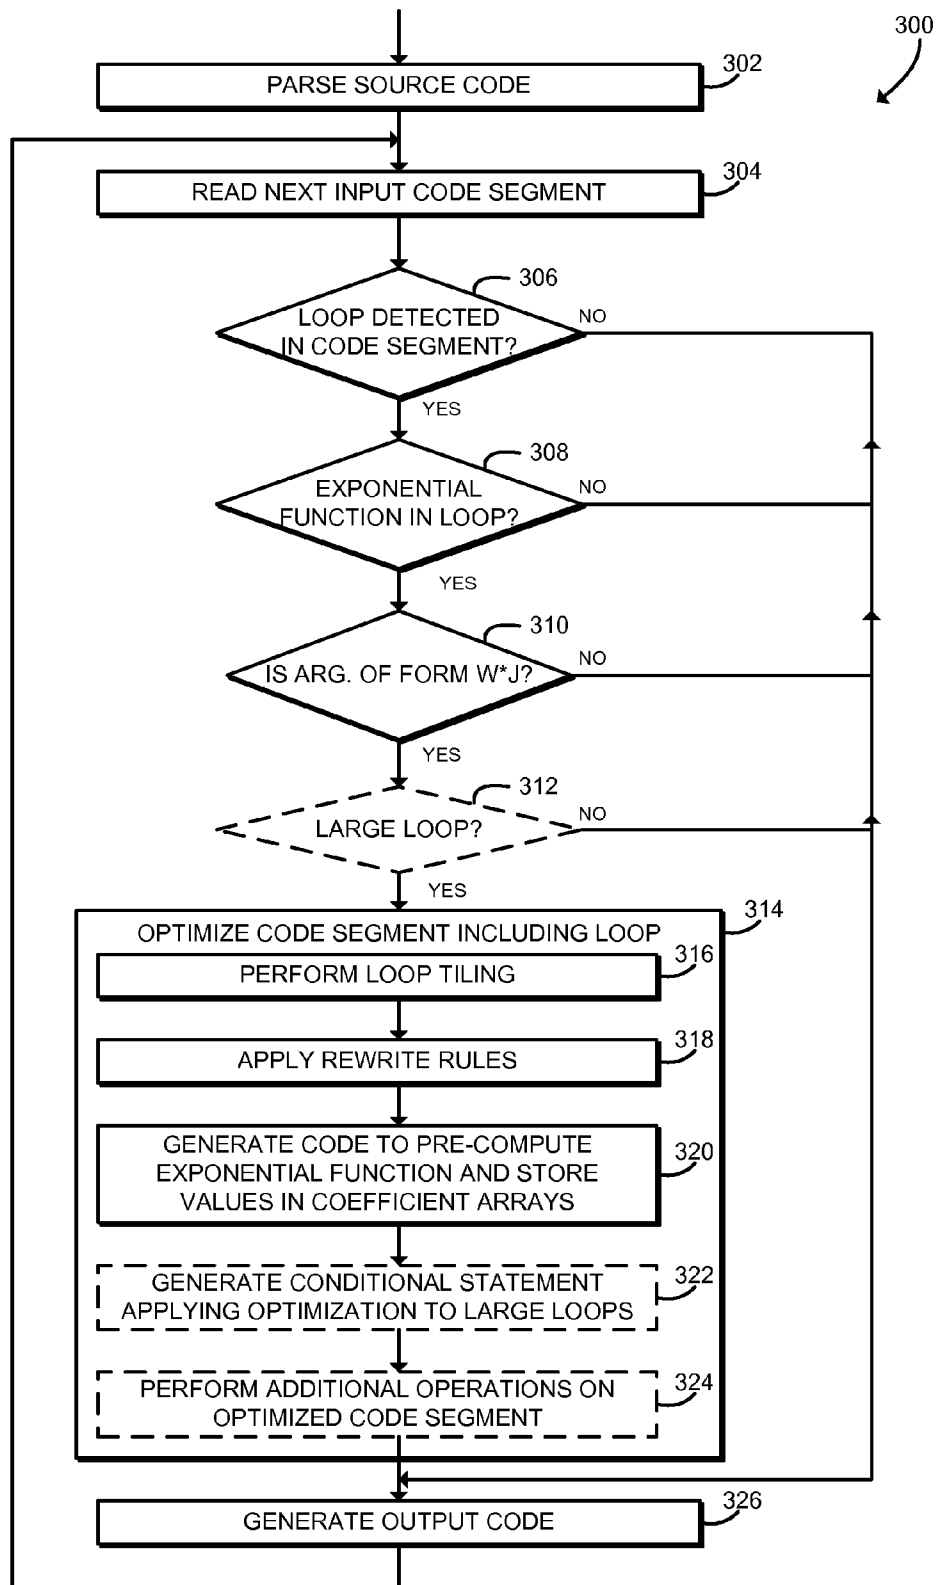 300
PARSE SOURCE CODE
302
READ NEXT INPUT CODE SEGMENT
304
306
LOOP DETECTED
IN CODE SEGMENT?
NO
YES
308
EXPONENTIAL
FUNCTION IN LOOP?
NO
YES
310
IS ARG. OF FORM W*J?
NO
YES
312
LARGE LOOP?
NO
YES
314
OPTIMIZE CODE SEGMENT INCLUDING LOOP
PERFORM LOOP TILING
316
APPLY REWRITE RULES
318
GENERATE CODE TO PRE-COMPUTE
EXPONENTIAL FUNCTION AND STORE
VALUES IN COEFFICIENT ARRAYS
320
GENERATE CONDITIONAL STATEMENT
APPLYING OPTIMIZATION TO LARGE LOOPS
322
PERFORM ADDITIONAL OPERATIONS ON
OPTIMIZED CODE SEGMENT
324
GENERATE OUTPUT CODE
326